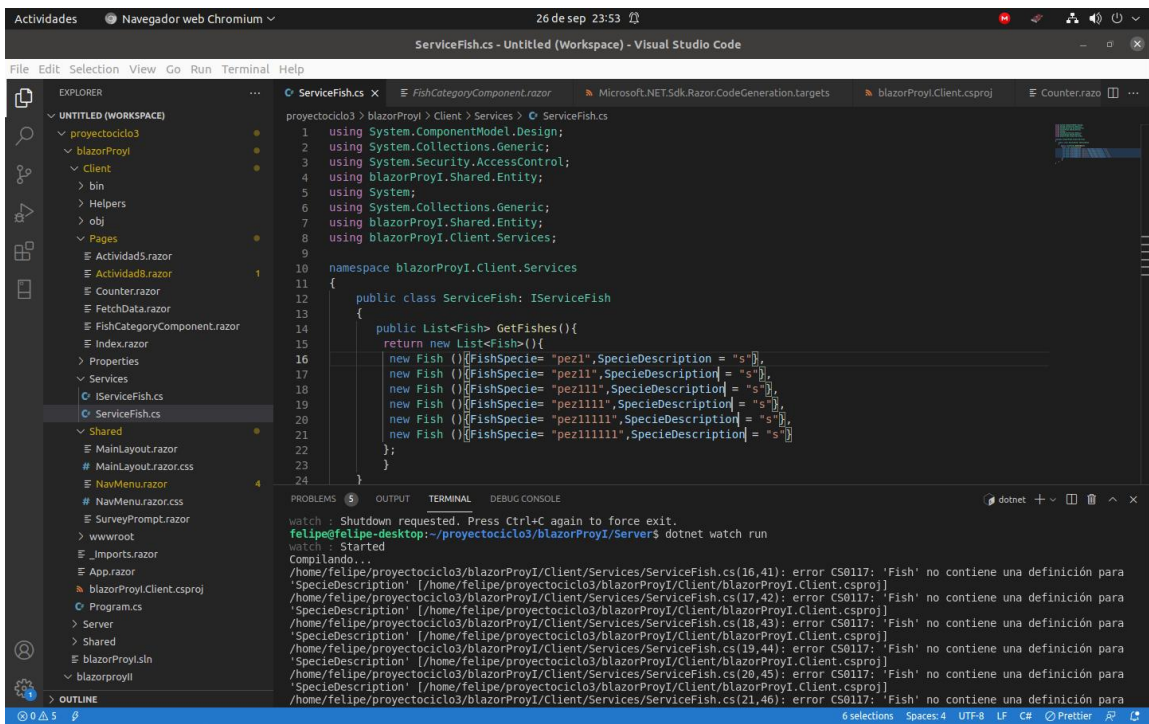 Actividades Navegador web Chromium 26 de sep 23:53
ServiceFish.cs - Untitled (Workspace) - Visual Studio Code
File Edit Selection View Go Run Terminal Help
EXPLORER ...
ServiceFish.cs × FishCategoryComponent.razor Microsoft.NET.Sdk.Razor.CodeGeneration.targets blazorProyI.Client.csproj Counter.razo ...
UNTITLED (WORKSPACE)
proyectociclo3
blazorProyI
Client
> bin
> Helpers
> obj
Pages
Actividad5.razor
Actividad8.razor 1
Counter.razor
FetchData.razor
FishCategoryComponent.razor
Index.razor
> Properties
Services
IServiceFish.cs
ServiceFish.cs
Shared
MainLayout.razor
# MainLayout.razor.css
NavMenu.razor 4
# NavMenu.razor.css
SurveyPrompt.razor
> wwwroot
_Imports.razor
App.razor
blazorProyI.Client.csproj
Program.cs
> Server
> Shared
blazorProyI.sln
blazorproyII
> OUTLINE
proyectociclo3 > blazorProyI > Client > Services > ServiceFish.cs
1 using System.ComponentModel.Design;
2 using System.Collections.Generic;
3 using System.Security.AccessControl;
4 using blazorProyI.Shared.Entity;
5 using System;
6 using System.Collections.Generic;
7 using blazorProyI.Shared.Entity;
8 using blazorProyI.Client.Services;
9
10 namespace blazorProyI.Client.Services
11 {
12 public class ServiceFish: IServiceFish
13 {
14 public List<Fish> GetFishes(){
15 return new List<Fish>(){
16 new Fish (){FishSpecie= "pez1",SpecieDescription = "s"},
17 new Fish (){FishSpecie= "pez11",SpecieDescription = "s"},
18 new Fish (){FishSpecie= "pez111",SpecieDescription = "s"},
19 new Fish (){FishSpecie= "pez1111",SpecieDescription = "s"},
20 new Fish (){FishSpecie= "pez11111",SpecieDescription = "s"},
21 new Fish (){FishSpecie= "pez111111",SpecieDescription = "s"}
22 };
23 }
24 }
PROBLEMS 5 OUTPUT TERMINAL DEBUG CONSOLE dotnet
watch : Shutdown requested. Press Ctrl+C again to force exit.
felipe@felipe-desktop:~/proyectociclo3/blazorProyI/Server$ dotnet watch run
watch : Started
Compilando...
/home/felipe/proyectociclo3/blazorProyI/Client/Services/ServiceFish.cs(16,41): error CS0117: 'Fish' no contiene una definición para
'SpecieDescription' [/home/felipe/proyectociclo3/blazorProyI/Client/blazorProyI.Client.csproj]
/home/felipe/proyectociclo3/blazorProyI/Client/Services/ServiceFish.cs(17,42): error CS0117: 'Fish' no contiene una definición para
'SpecieDescription' [/home/felipe/proyectociclo3/blazorProyI/Client/blazorProyI.Client.csproj]
/home/felipe/proyectociclo3/blazorProyI/Client/Services/ServiceFish.cs(18,43): error CS0117: 'Fish' no contiene una definición para
'SpecieDescription' [/home/felipe/proyectociclo3/blazorProyI/Client/blazorProyI.Client.csproj]
/home/felipe/proyectociclo3/blazorProyI/Client/Services/ServiceFish.cs(19,44): error CS0117: 'Fish' no contiene una definición para
'SpecieDescription' [/home/felipe/proyectociclo3/blazorProyI/Client/blazorProyI.Client.csproj]
/home/felipe/proyectociclo3/blazorProyI/Client/Services/ServiceFish.cs(20,45): error CS0117: 'Fish' no contiene una definición para
'SpecieDescription' [/home/felipe/proyectociclo3/blazorProyI/Client/blazorProyI.Client.csproj]
/home/felipe/proyectociclo3/blazorProyI/Client/Services/ServiceFish.cs(21,46): error CS0117: 'Fish' no contiene una definición para
0 5 6 selections Spaces: 4 UTF-8 LF C# Prettier